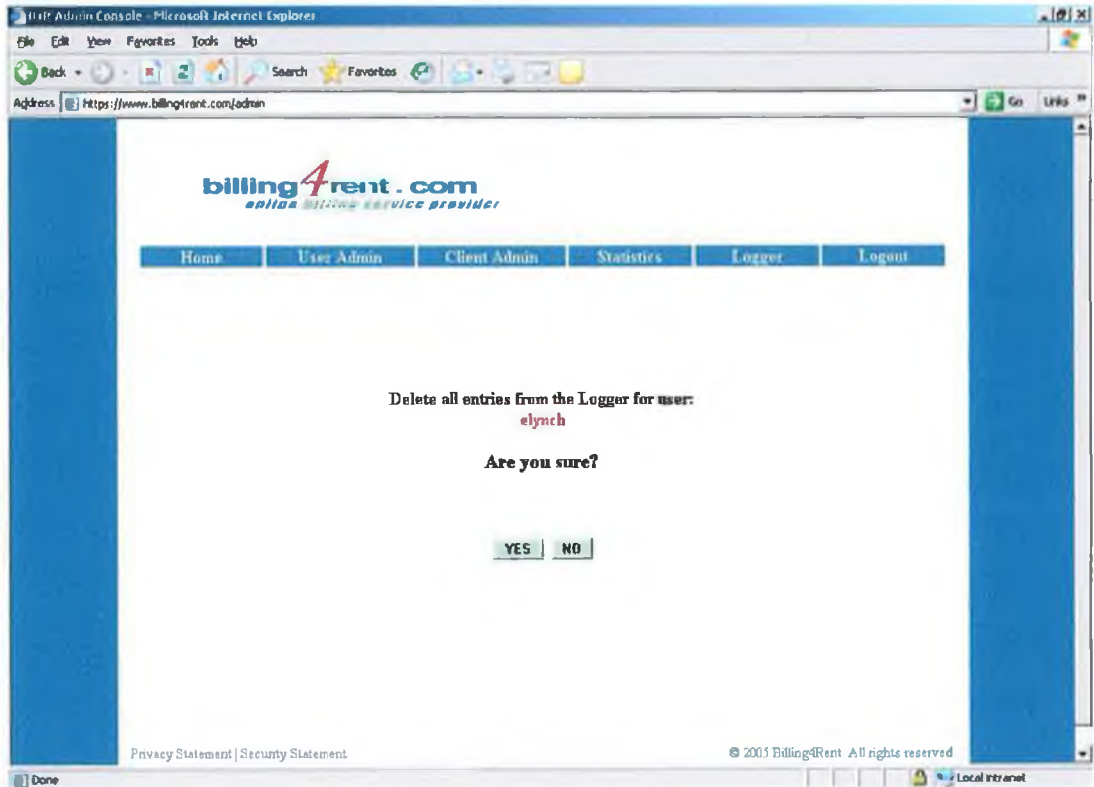 Admin Console - Microsoft Internet Explorer
File Edit View Favorites Tools Help
Back Search Favorites
Address https://www.billing4rent.com/admin Go Links »
billing4rent.com
online billing service provider
Home User Admin Client Admin Statistics Logger Logout
Delete all entries from the Logger for user:
elynch
Are you sure?
YES NO
Privacy Statement | Security Statement © 2005 Billing4Rent All rights reserved
Done Local intranet